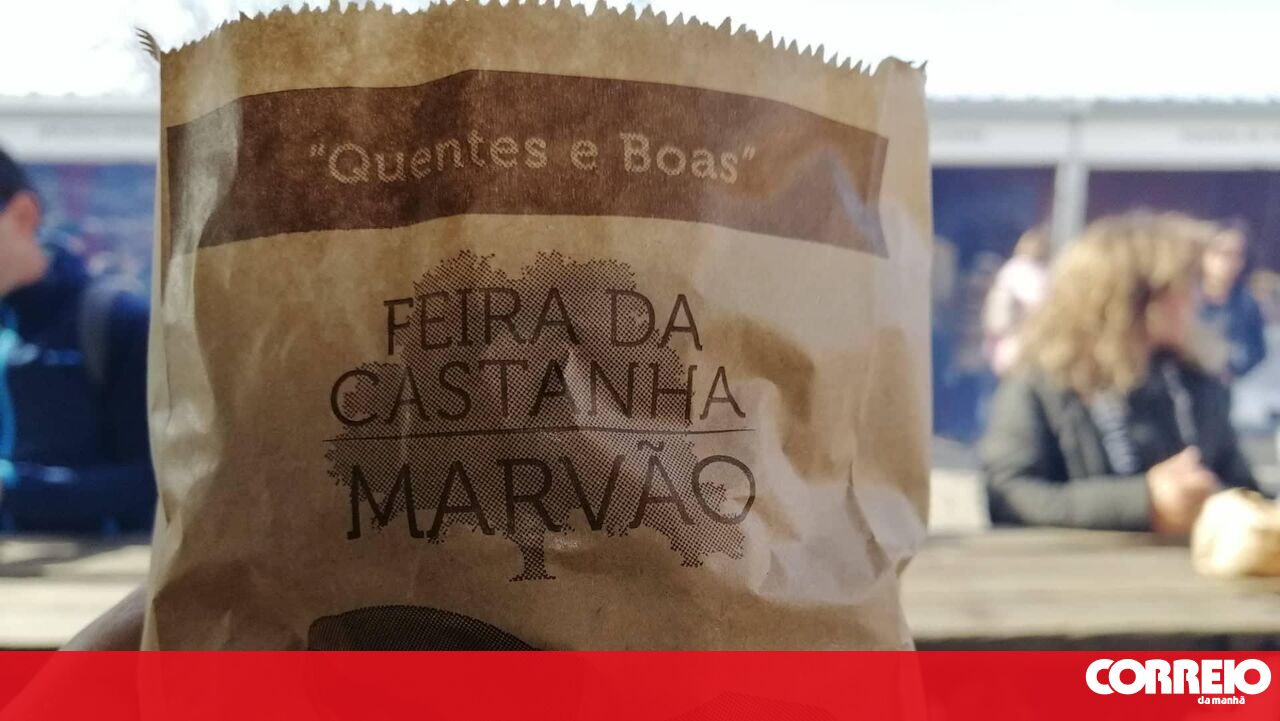 "Quentes e Boas"
FEIRA DA
CASTANHA
MARVÃO
CORREIO
da manhã